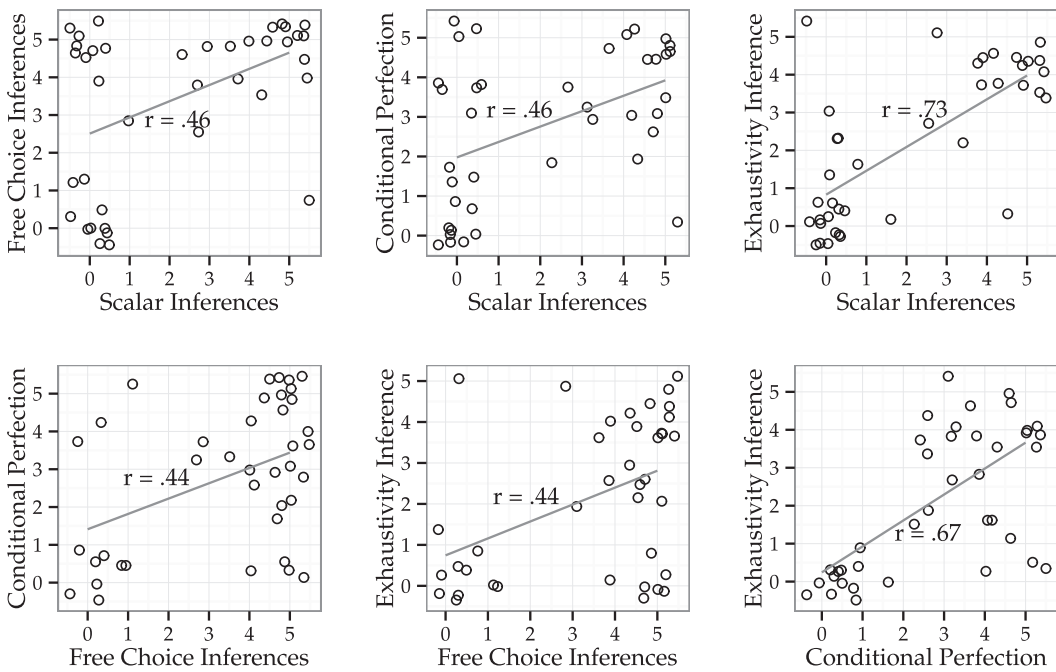 Free Choice Inferences
5
4
3
2
1
0
r = .46
0 1 2 3 4 5
Scalar Inferences
Conditional Perfection
5
4
3
2
1
0
r = .46
0 1 2 3 4 5
Scalar Inferences
Exhaustivity Inference
5
4
3
2
1
0
r = .73
0 1 2 3 4 5
Scalar Inferences
Conditional Perfection
5
4
3
2
1
0
r = .44
0 1 2 3 4 5
Free Choice Inferences
Exhaustivity Inference
5
4
3
2
1
0
r = .44
0 1 2 3 4 5
Free Choice Inferences
Exhaustivity Inference
5
4
3
2
1
0
r = .67
0 1 2 3 4 5
Conditional Perfection